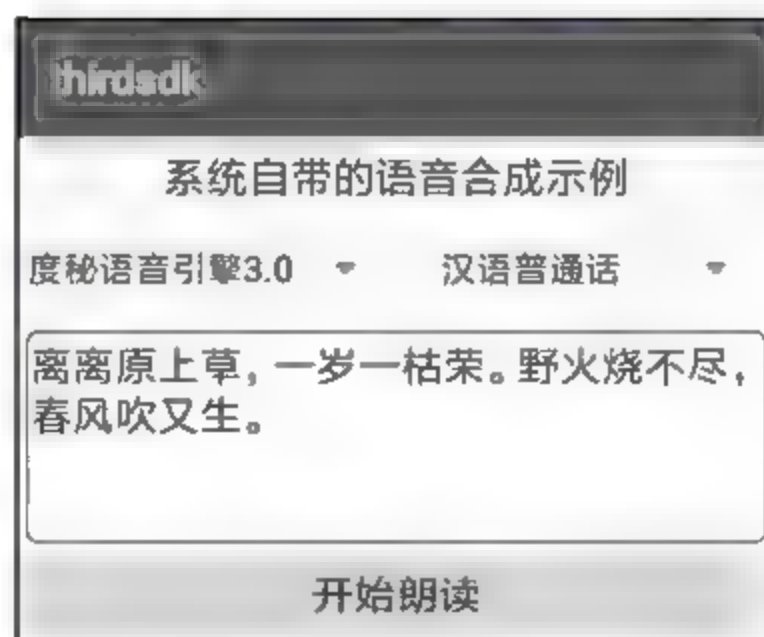 thirdsdk
系统自带的语音合成示例
度秘语音引擎3.0 汉语普通话
离离原上草，一岁一枯荣。野火烧不尽，
春风吹又生。
开始朗读